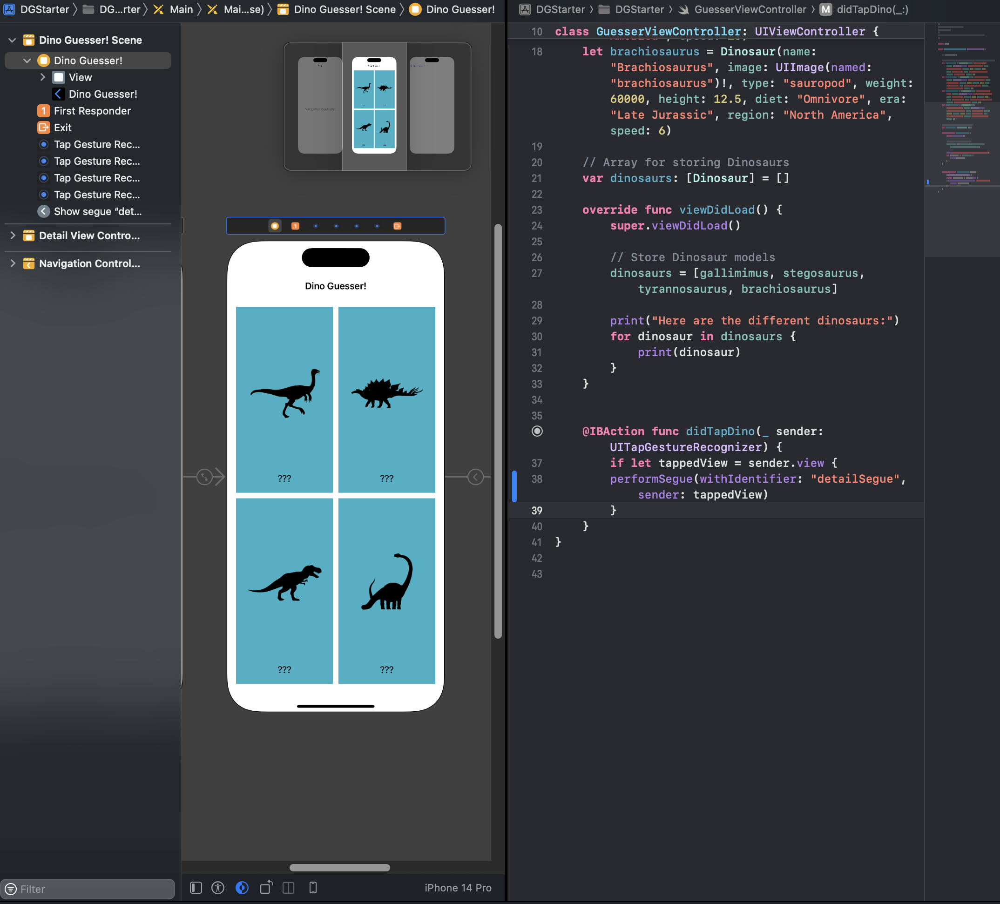 DGStarter DG...rter Main Mai...se) Dino Guesser! Scene Dino Guesser!
Dino Guesser! Scene
Dino Guesser!
View
Dino Guesser!
1 First Responder
Exit
Tap Gesture Rec...
Tap Gesture Rec...
Tap Gesture Rec...
Tap Gesture Rec...
Show segue “det...
Detail View Contro...
Navigation Control...
Filter
Navigation Controller
1
Dino Guesser!
??? ???
??? ???
iPhone 14 Pro
DGStarter DGStarter GuesserViewController M didTapDino(_:)
10 class GuesserViewController: UIViewController {
18 let brachiosaurus = Dinosaur(name:
"Brachiosaurus", image: UIImage(named:
"brachiosaurus")!, type: "sauropod", weight:
60000, height: 12.5, diet: "Omnivore", era:
"Late Jurassic", region: "North America",
speed: 6)
19
20 // Array for storing Dinosaurs
21 var dinosaurs: [Dinosaur] = []
22
23 override func viewDidLoad() {
24 super.viewDidLoad()
25
26 // Store Dinosaur models
27 dinosaurs = [gallimimus, stegosaurus,
tyrannosaurus, brachiosaurus]
28
29 print("Here are the different dinosaurs:")
30 for dinosaur in dinosaurs {
31 print(dinosaur)
32 }
33 }
34
35
@IBAction func didTapDino(_ sender:
UITapGestureRecognizer) {
37 if let tappedView = sender.view {
38 performSegue(withIdentifier: "detailSegue",
sender: tappedView)
39 }
40 }
41 }
42
43